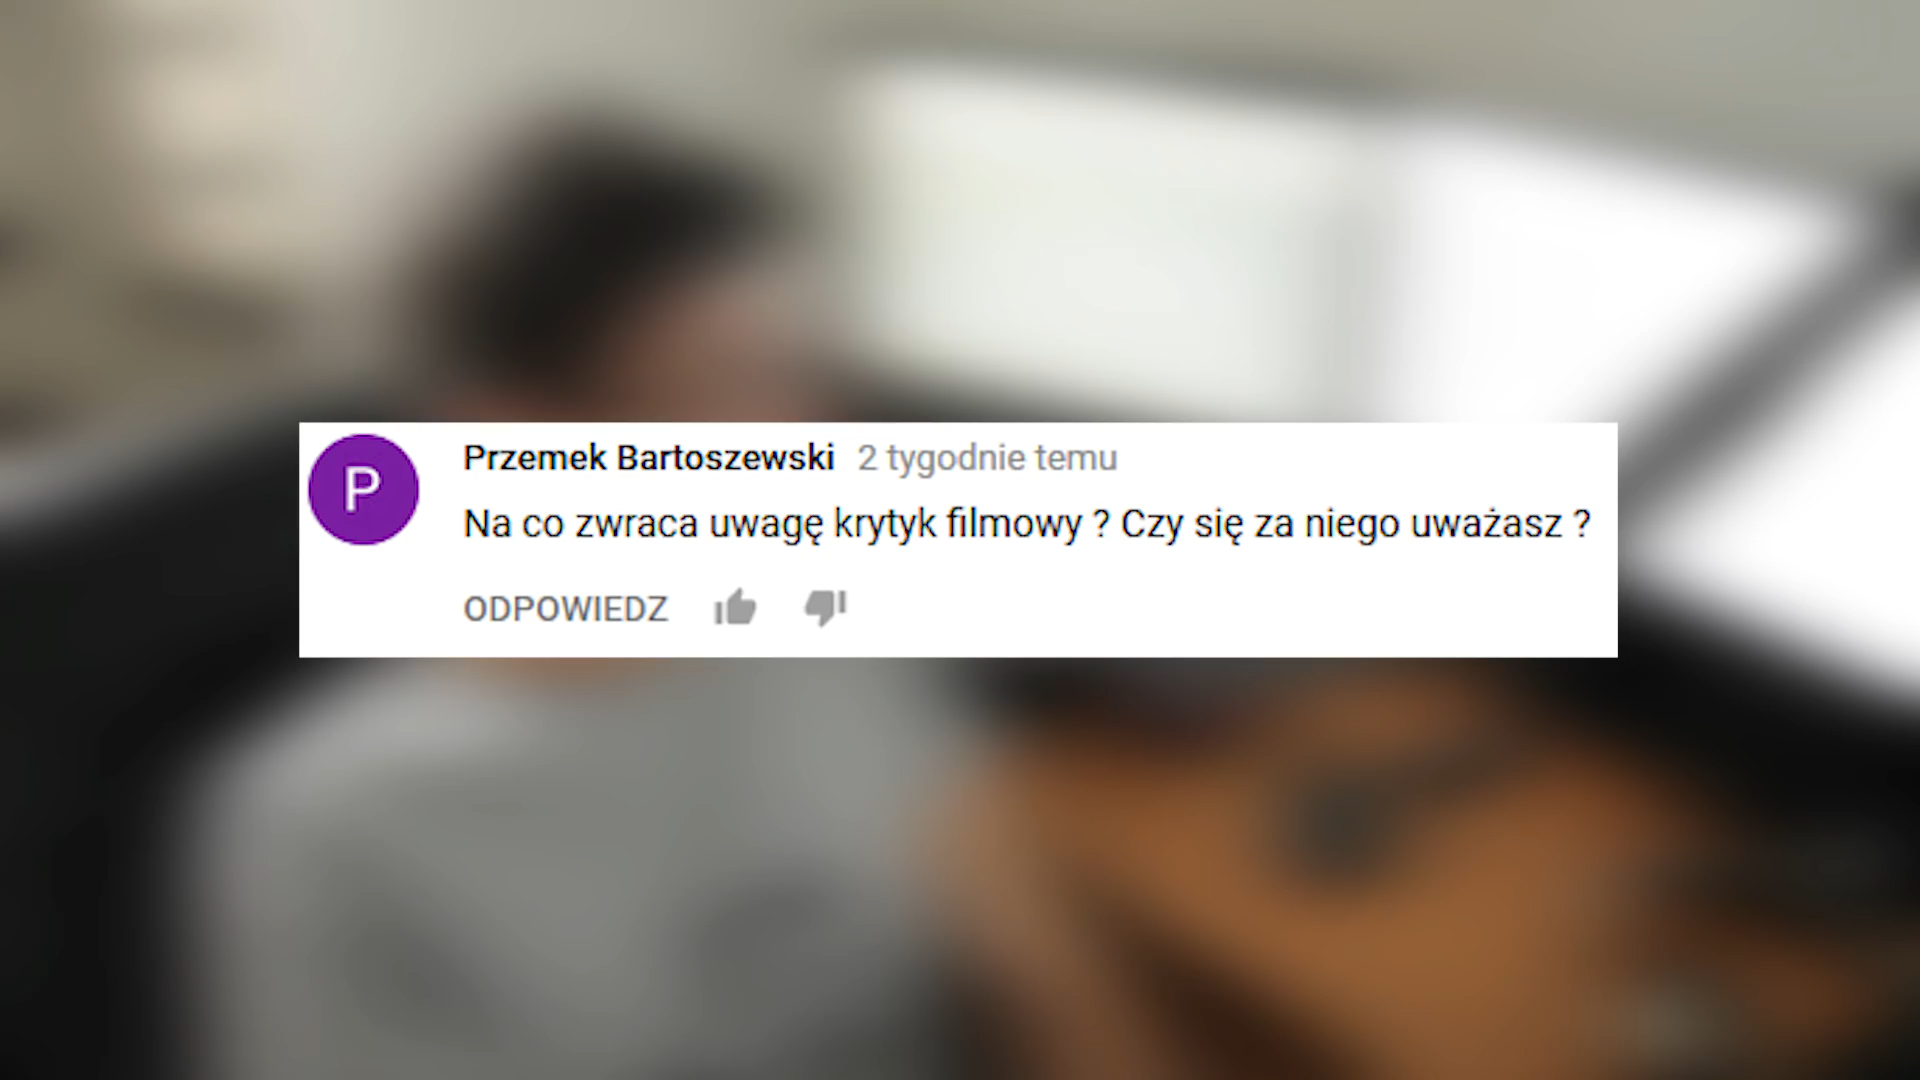 P
Przemek Bartoszewski 2 tygodnie temu
Na co zwraca uwagę krytyk filmowy ? Czy się za niego uważasz ?
ODPOWIEDZ